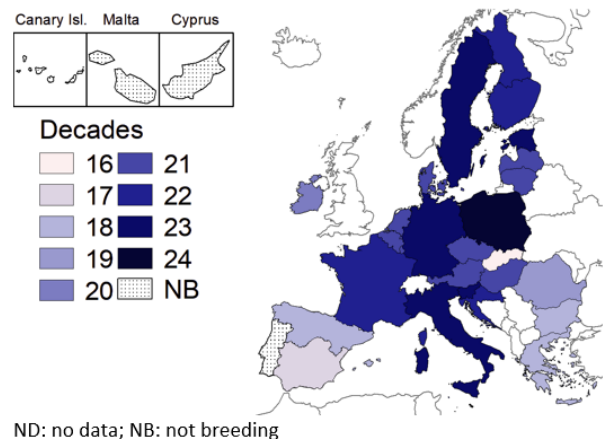 Canary Isl. Malta Cyprus
Decades
16 21
17 22
18 23
19 24
20 NB
ND: no data; NB: not breeding